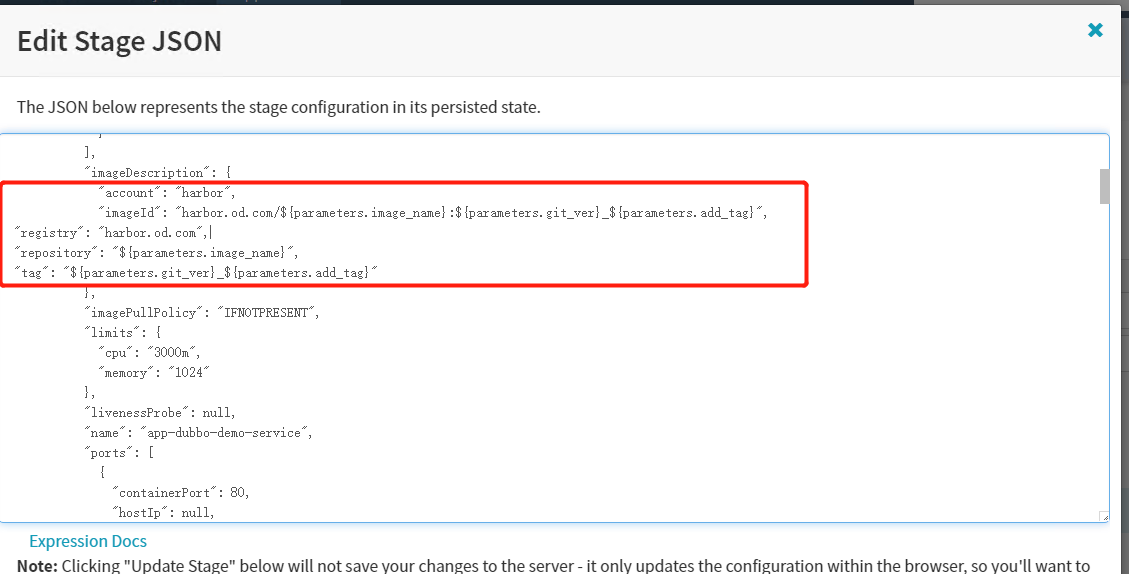 Edit Stage JSON
The JSON below represents the stage configuration in its persisted state.
],
"imageDescription": {
"account": "harbor",
"imageId": "harbor.od.com/${parameters.image_name}:${parameters.git_ver}_${parameters.add_tag}",
"registry": "harbor.od.com",
"repository": "${parameters.image_name}",
"tag": "${parameters.git_ver}_${parameters.add_tag}"
},
"imagePullPolicy": "IFNOTPRESENT",
"limits": {
"cpu": "3000m",
"memory": "1024"
},
"livenessProbe": null,
"name": "app-dubbo-demo-service",
"ports": [
{
"containerPort": 80,
"hostIp": null,
Expression Docs
Note: Clicking "Update Stage" below will not save your changes to the server - it only updates the configuration within the browser, so you'll want to